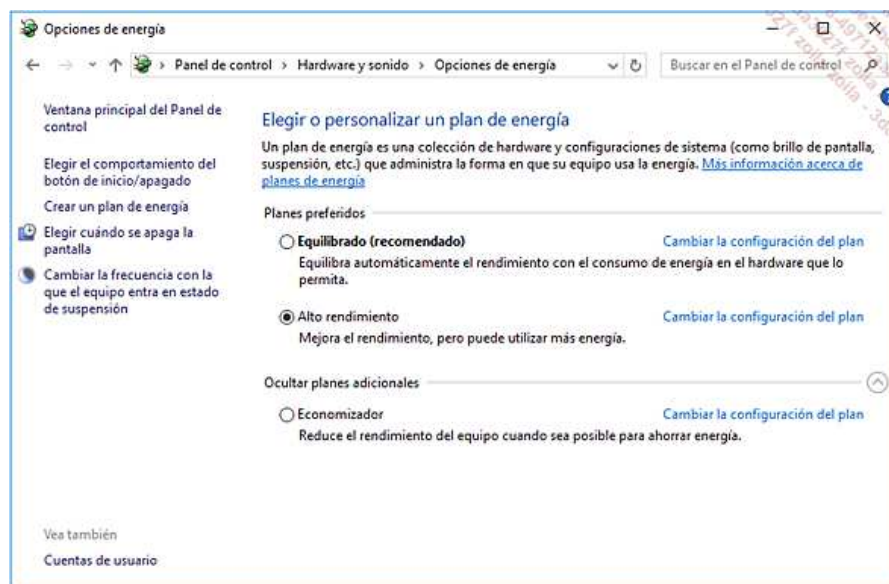 Opciones de energía
Panel de control > Hardware y sonido > Opciones de energía
Buscar en el Panel de control
Ventana principal del Panel de
control
Elegir el comportamiento del
botón de inicio/apagado
Crear un plan de energía
Elegir cuándo se apaga la
pantalla
Cambiar la frecuencia con la
que el equipo entra en estado
de suspensión
Elegir o personalizar un plan de energía
Un plan de energía es una colección de hardware y configuraciones de sistema (como brillo de pantalla,
suspensión, etc.) que administra la forma en que su equipo usa la energía. Más información acerca de
planes de energía
Planes preferidos
Equilibrado (recomendado) Cambiar la configuración del plan
Equilibra automáticamente el rendimiento con el consumo de energía en el hardware que lo
permita.
Alto rendimiento Cambiar la configuración del plan
Mejora el rendimiento, pero puede utilizar más energía.
Ocultar planes adicionales
Economizador Cambiar la configuración del plan
Reduce el rendimiento del equipo cuando sea posible para ahorrar energía.
Vea también
Cuentas de usuario